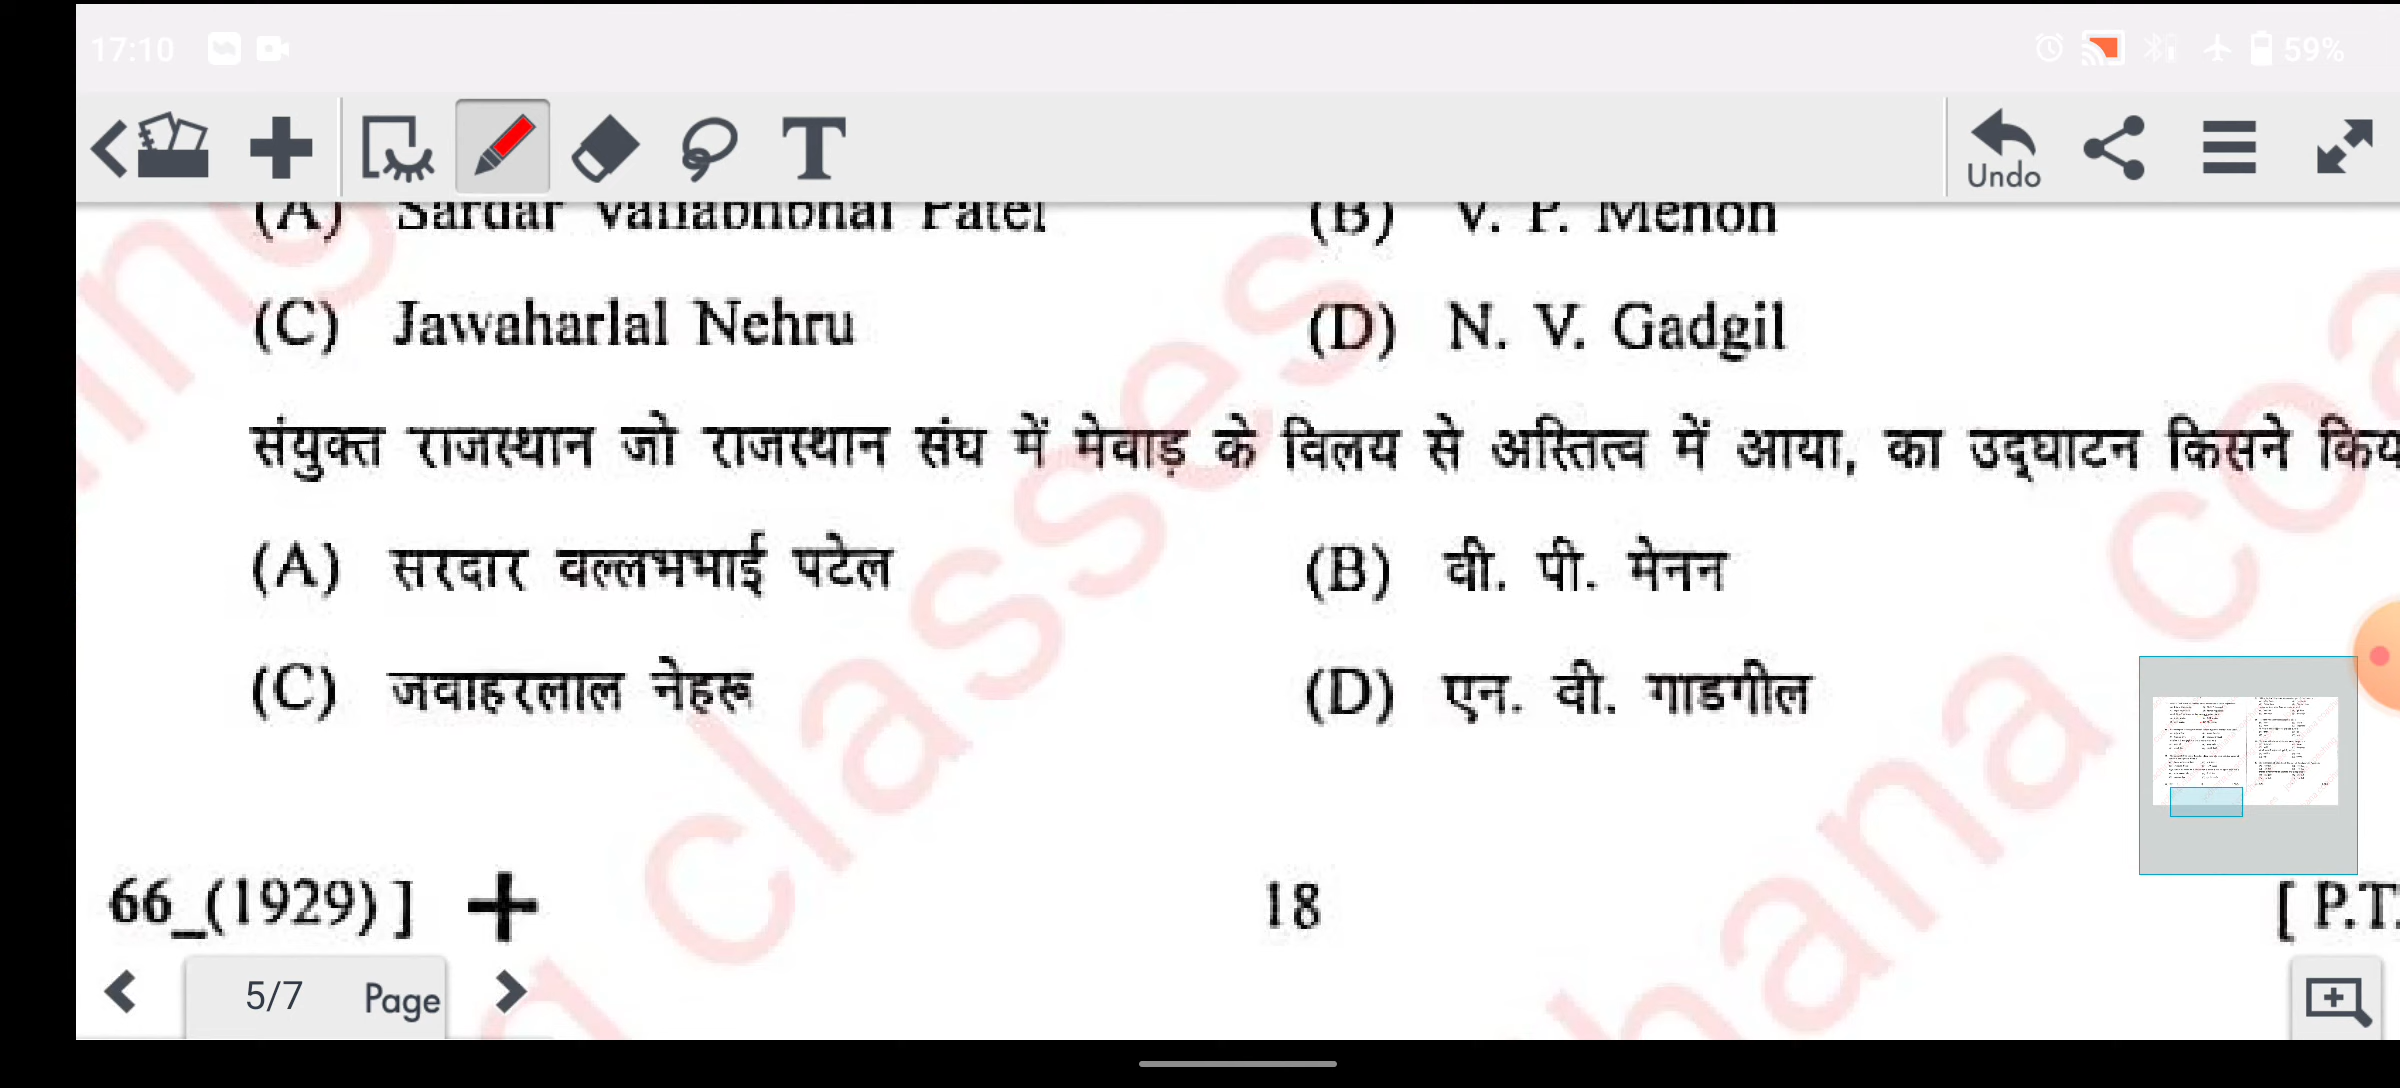 17:10 59%
T Undo
(A) Sardar Vallabhbhai Patel (B) V. P. Menon
(C) Jawaharlal Nehru (D) N. V. Gadgil
संयुक्त राजस्थान जो राजस्थान संघ में मेवाड़ के विलय से अस्तित्व में आया, का उद्घाटन किसने
(A) सरदार वल्लभभाई पटेल (B) वी. पी. मेनन
(C) जवाहरलाल नेहरू (D) एन. वी. गाडगील
66_(1929) ] + 18 [ P.T.
5/7 Page
classes